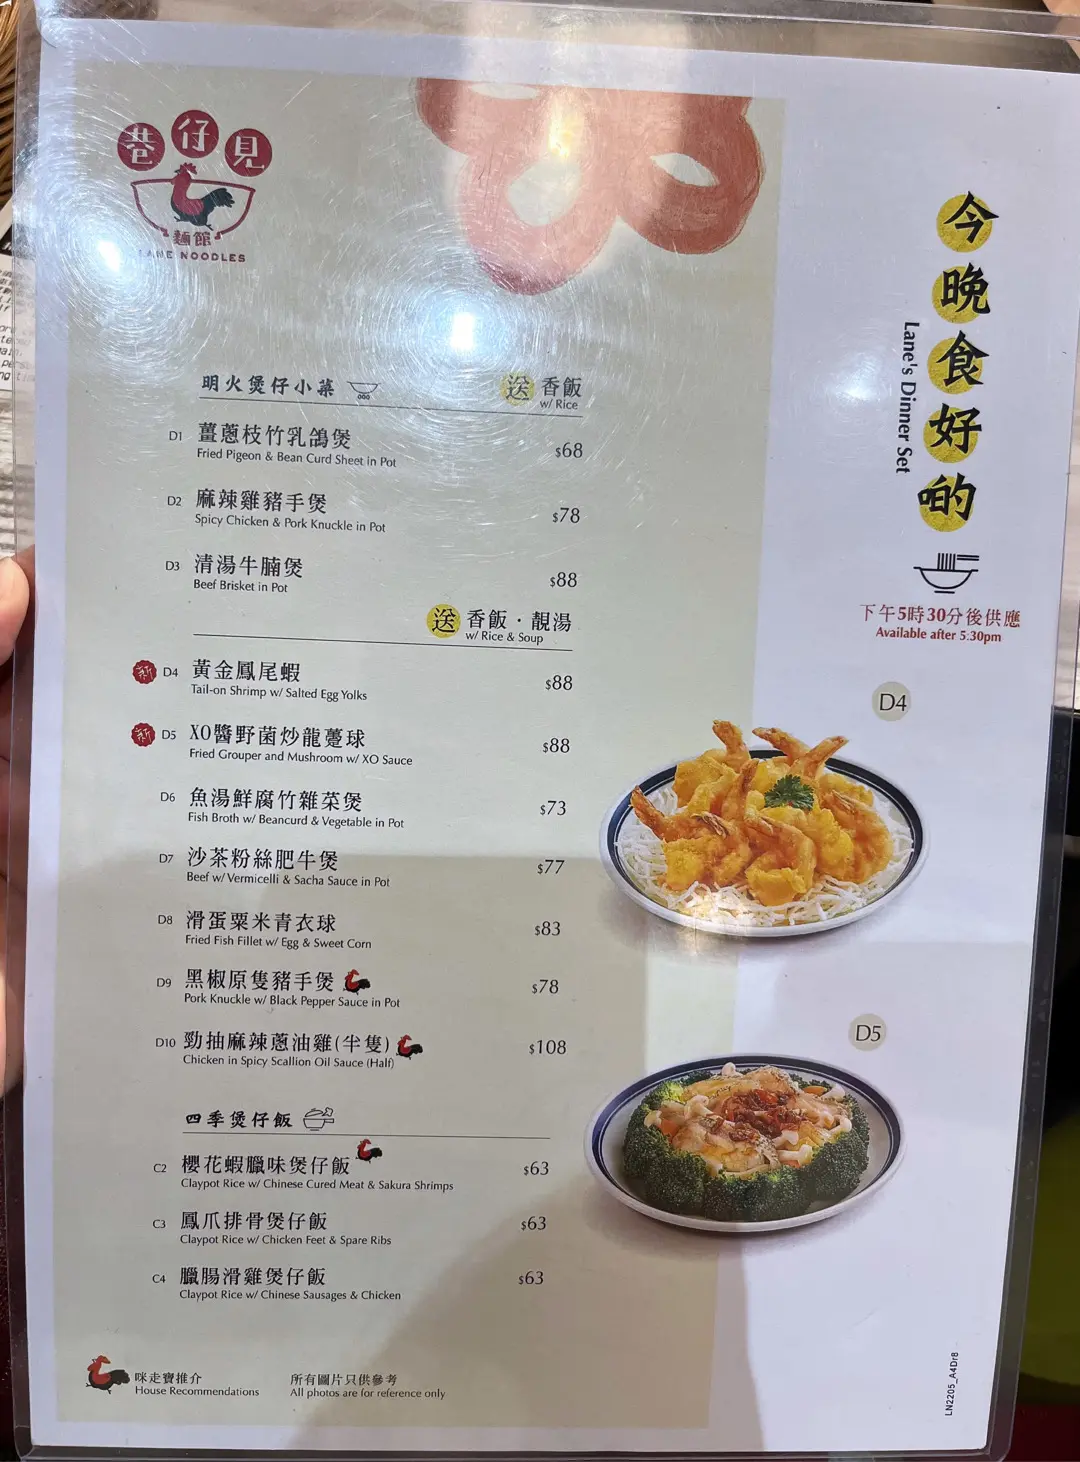 巷仔見
麵館
LANE NOODLES
今晚食好啲
Lane's Dinner Set
下午5時30分後供應
Available after 5:30pm
明火煲仔小菜 送 香飯
w/ Rice
D1 薑蔥枝竹乳鴿煲 $68
Fried Pigeon & Bean Curd Sheet in Pot
D2 麻辣雞豬手煲 $78
Spicy Chicken & Pork Knuckle in Pot
D3 清湯牛腩煲 $88
Beef Brisket in Pot
送 香飯・靚湯
w/ Rice & Soup
新 D4 黃金鳳尾蝦 $88
Tail-on Shrimp w/ Salted Egg Yolks
新 D5 XO醬野菌炒龍躉球 $88
Fried Grouper and Mushroom w/ XO Sauce
D6 魚湯鮮腐竹雜菜煲 $73
Fish Broth w/ Beancurd & Vegetable in Pot
D7 沙茶粉絲肥牛煲 $77
Beef w/ Vermicelli & Sacha Sauce in Pot
D8 滑蛋粟米青衣球 $83
Fried Fish Fillet w/ Egg & Sweet Corn
D9 黑椒原隻豬手煲 $78
Pork Knuckle w/ Black Pepper Sauce in Pot
D10 勁抽麻辣蔥油雞(半隻) $108
Chicken in Spicy Scallion Oil Sauce (Half)
四季煲仔飯
C2 櫻花蝦臘味煲仔飯 $63
Claypot Rice w/ Chinese Cured Meat & Sakura Shrimps
C3 鳳爪排骨煲仔飯 $63
Claypot Rice w/ Chicken Feet & Spare Ribs
C4 臘腸滑雞煲仔飯 $63
Claypot Rice w/ Chinese Sausages & Chicken
D4
D5
咪走寶推介
House Recommendations
所有圖片只供參考
All photos are for reference only
LN2205_A4Dr8